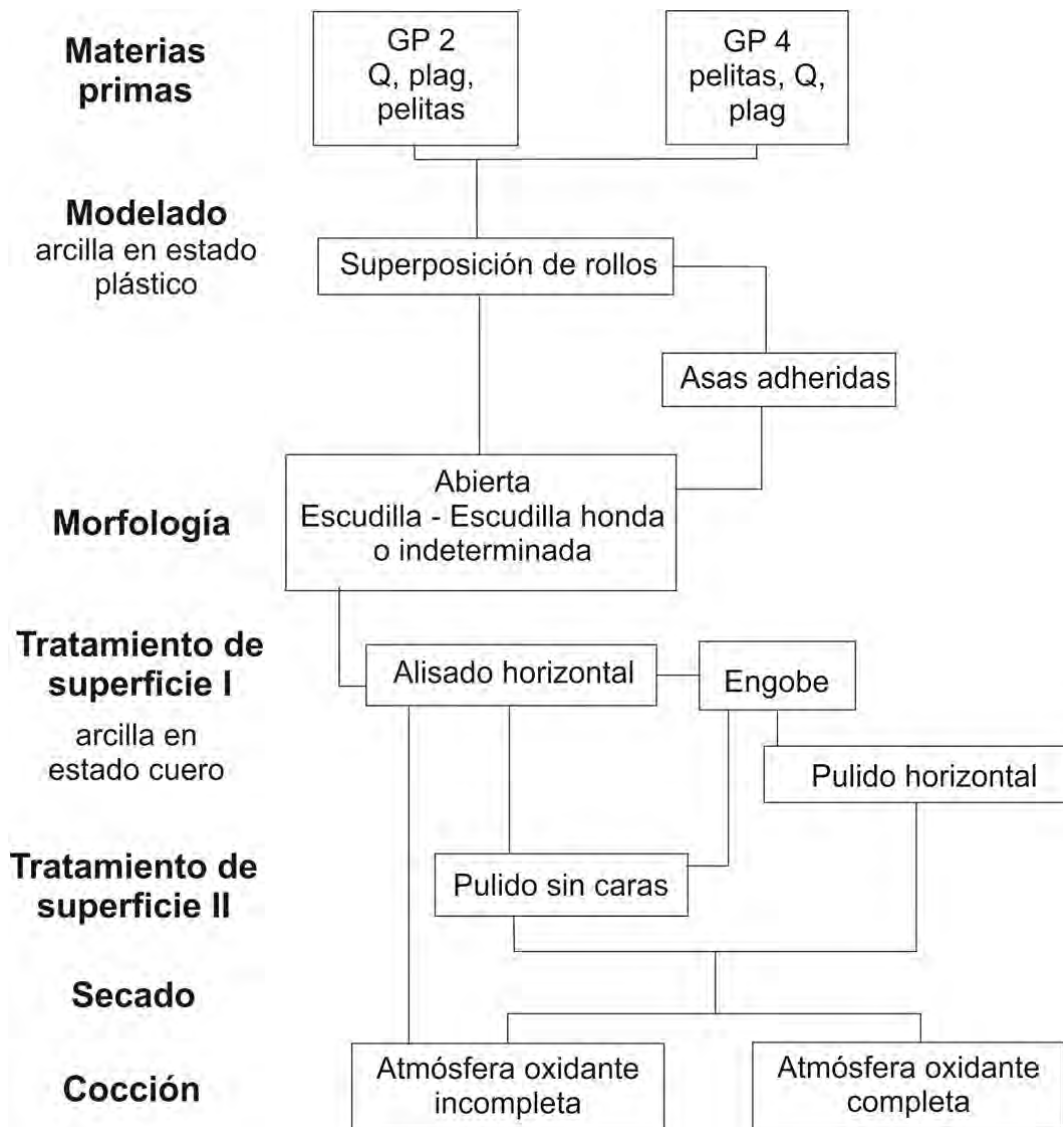 Materias
primas
GP 2
Q, plag,
pelitas
GP 4
pelitas, Q,
plag
Modelado
arcilla en estado
plástico
Superposición de rollos
Asas adheridas
Morfología
Abierta
Escudilla - Escudilla honda
o indeterminada
Tratamiento de
superficie I
arcilla en
estado cuero
Alisado horizontal
Engobe
Pulido horizontal
Tratamiento de
superficie II
Pulido sin caras
Secado
Cocción
Atmósfera oxidante
incompleta
Atmósfera oxidante
completa